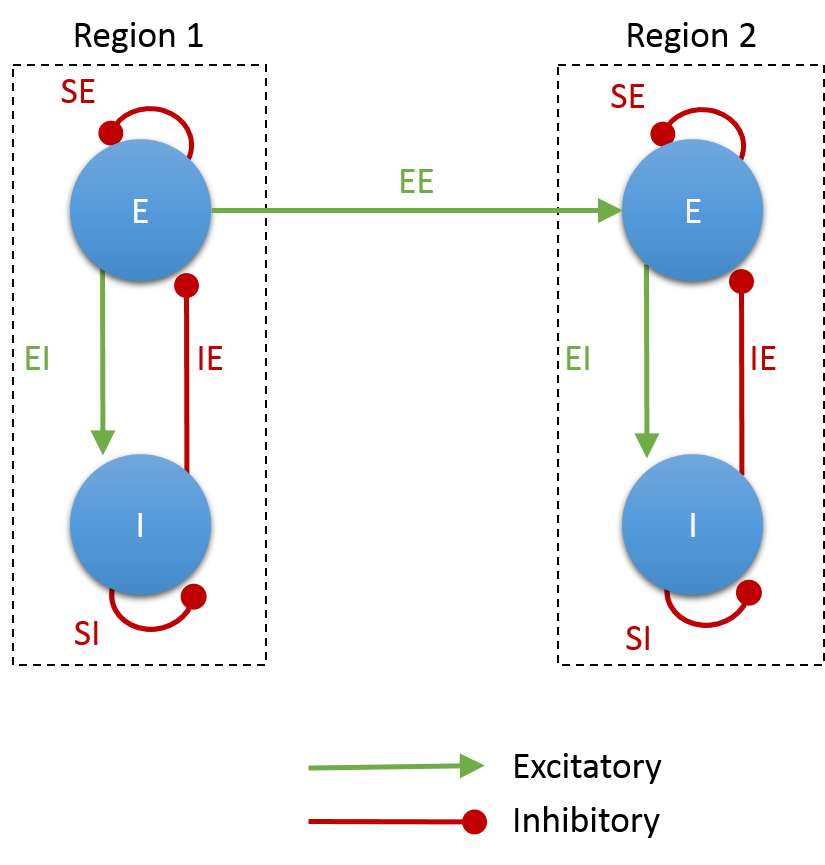 Region 1
Region 2
SE
SE
E
EE
E
EI
IE
EI
IE
I
I
SI
SI
Excitatory
Inhibitory